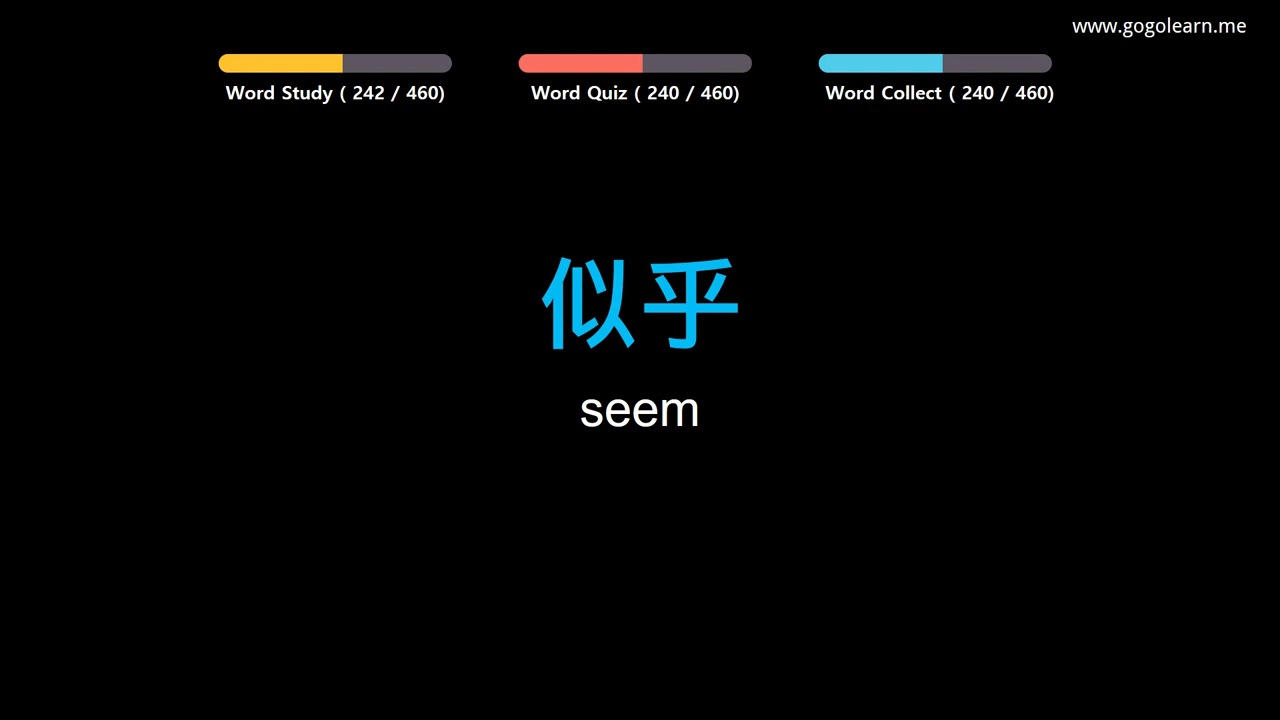 www.gogolearn.me
Word Study ( 242 / 460)
Word Quiz ( 240 / 460)
Word Collect ( 240 / 460)
似乎
seem